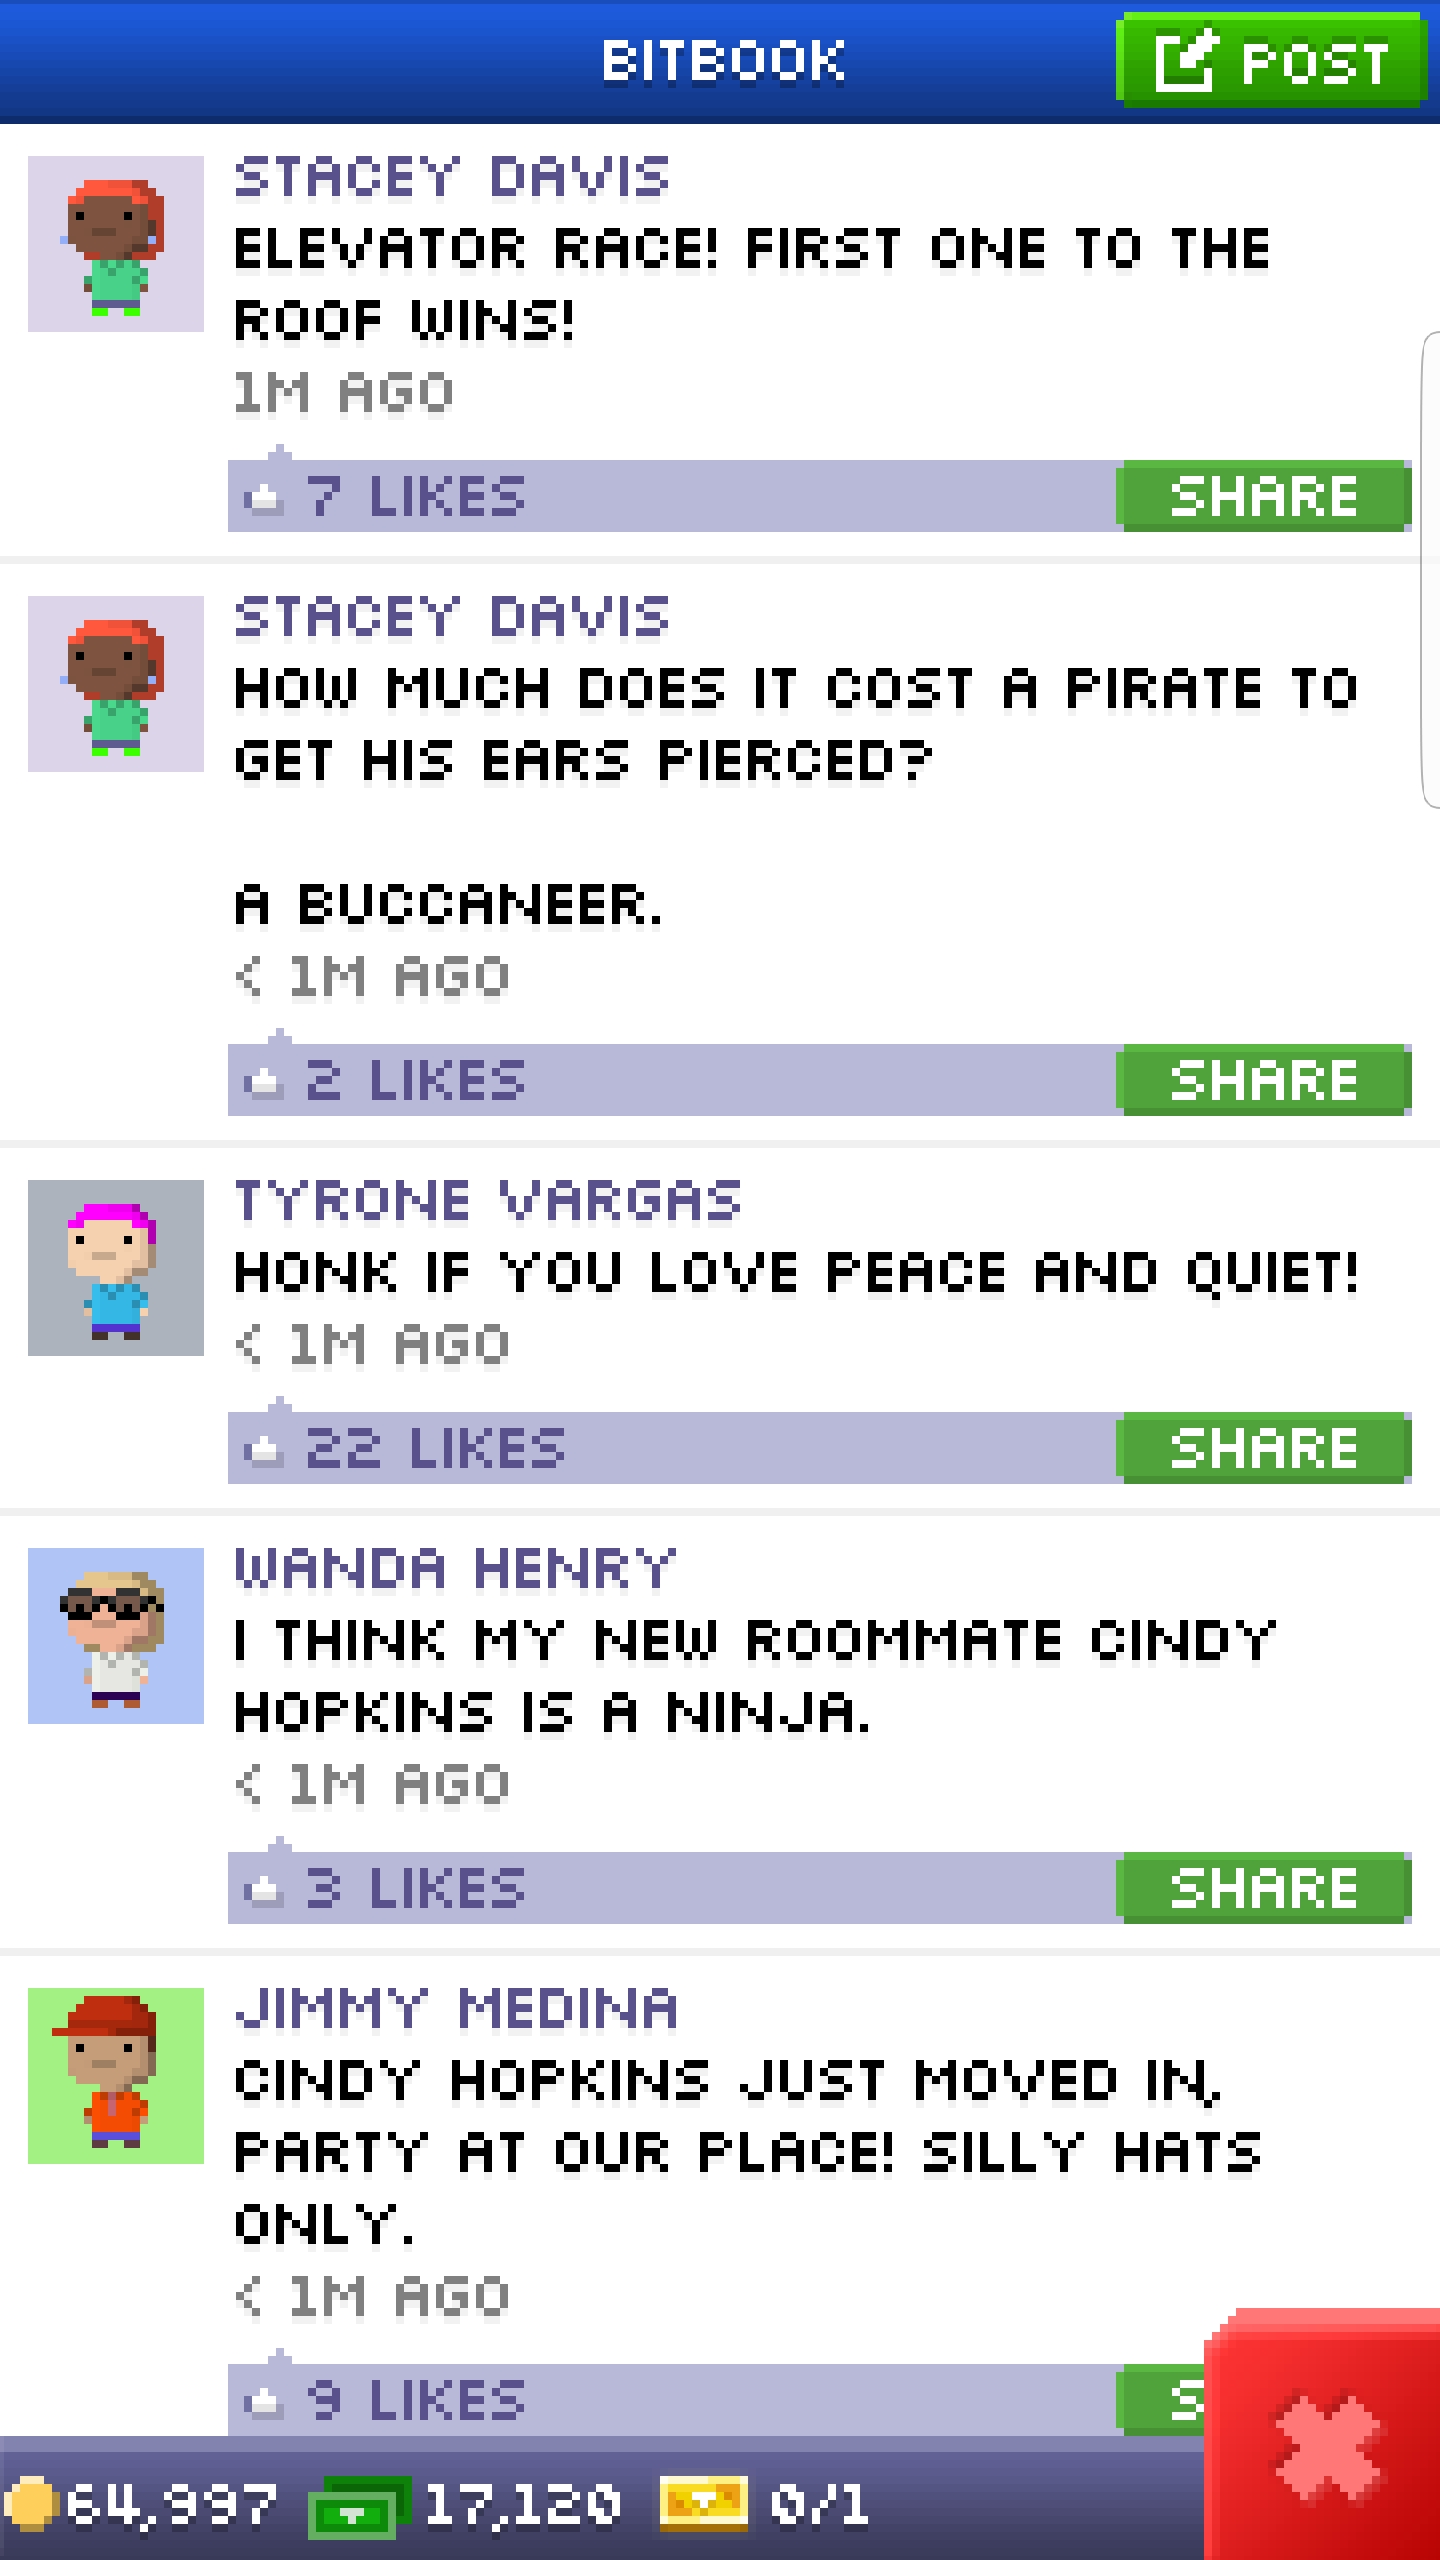 BITBOOK
POST
STACEY DAVIS
ELEVATOR RACE! FIRST ONE TO THE
ROOF WINS!
1M AGO
7 LIKES
SHARE
STACEY DAVIS
HOW MUCH DOES IT COST A PIRATE TO
GET HIS EARS PIERCED?
A BUCCANEER.
< 1M AGO
2 LIKES
SHARE
TYRONE VARGAS
HONK IF YOU LOVE PEACE AND QUIET!
< 1M AGO
22 LIKES
SHARE
WANDA HENRY
I THINK MY NEW ROOMMATE CINDY
HOPKINS IS A NINJA.
< 1M AGO
3 LIKES
SHARE
JIMMY MEDINA
CINDY HOPKINS JUST MOVED IN,
PARTY AT OUR PLACE! SILLY HATS
ONLY.
< 1M AGO
9 LIKES
S
64,997
17,120
0/1